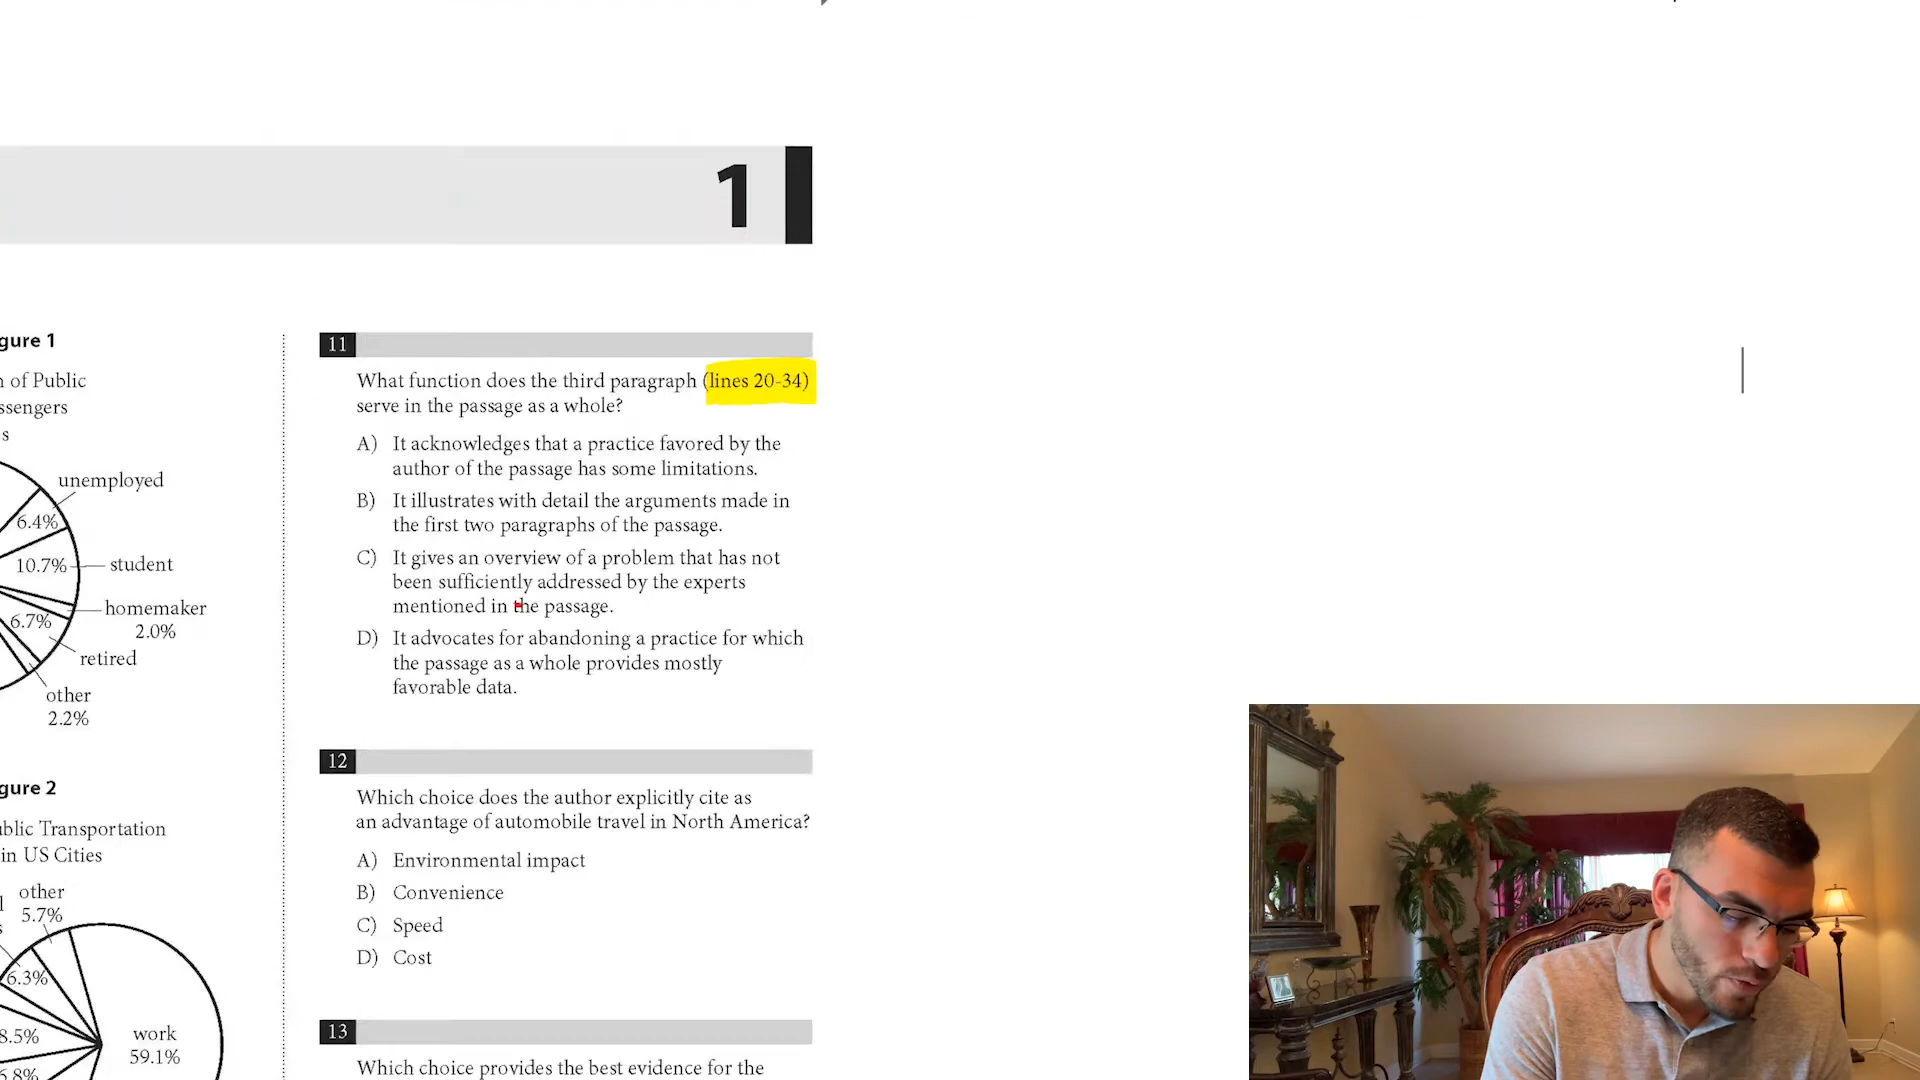 1
gure 1
n of Public
ssengers
s
unemployed
6.4%
10.7%
student
homemaker
2.0%
6.7%
retired
other
2.2%
gure 2
ublic Transportation
in US Cities
other
5.7%
6.3%
8.5%
6.8%
work
59.1%
11
What function does the third paragraph (lines 20-34)
serve in the passage as a whole?
A) It acknowledges that a practice favored by the
author of the passage has some limitations.
B) It illustrates with detail the arguments made in
the first two paragraphs of the passage.
C) It gives an overview of a problem that has not
been sufficiently addressed by the experts
mentioned in the passage.
D) It advocates for abandoning a practice for which
the passage as a whole provides mostly
favorable data.
12
Which choice does the author explicitly cite as
an advantage of automobile travel in North America?
A) Environmental impact
B) Convenience
C) Speed
D) Cost
13
Which choice provides the best evidence for the